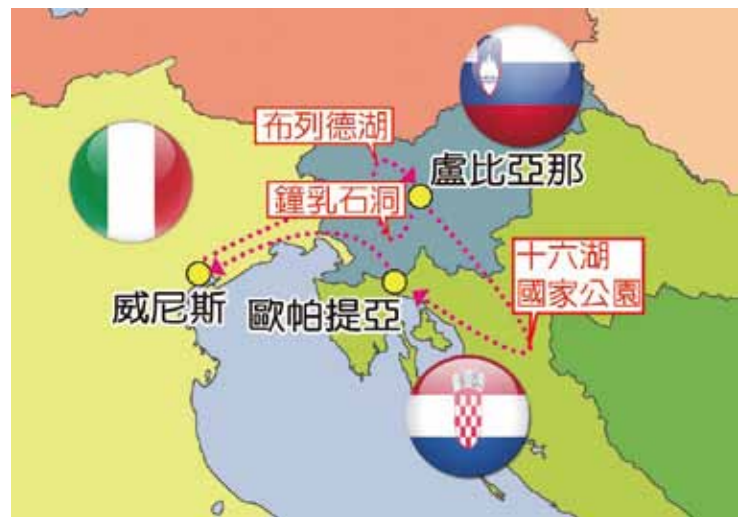 布列德湖
盧比亞那
鐘乳石洞
十六湖
國家公園
威尼斯
歐帕提亞